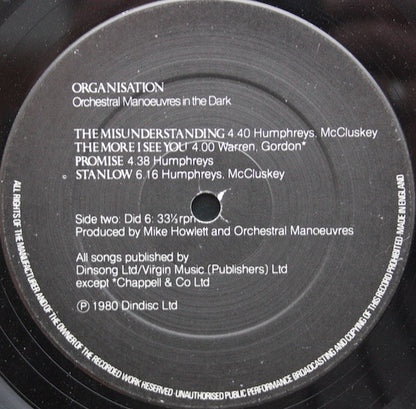 ORGANISATION
Orchestral Manoeuvres in the Dark
THE MISUNDERSTANDING 4.40 Humphreys, McCluskey
THE MORE I SEE YOU 4.00 Warren, Gordon*
PROMISE 4.38 Humphreys
STANLOW 6.16 Humphreys, McCluskey
Side two: Did 6: 33⅓ rpm
Produced by Mike Howlett and Orchestral Manoeuvres
All songs published by
Dinsong Ltd/Virgin Music (Publishers) Ltd
except *Chappell & Co Ltd
Ⓟ 1980 Dindisc Ltd
ALL RIGHTS OF THE MANUFACTURER AND OF THE OWNER OF THE RECORDED WORK RESERVED · UNAUTHORISED PUBLIC PERFORMANCE BROADCASTING AND COPYING OF THIS RECORD PROHIBITED · MADE IN ENGLAND